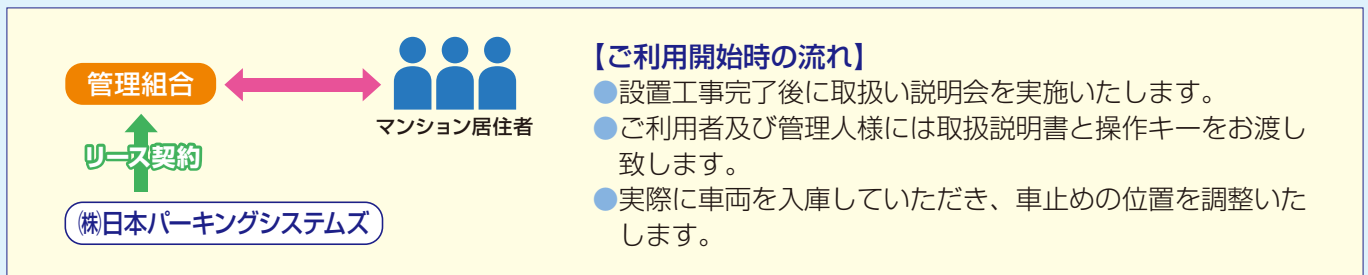 管理組合
マンション居住者
リース契約
㈱日本パーキングシステムズ
【ご利用開始時の流れ】
●設置工事完了後に取扱い説明会を実施いたします。
●ご利用者及び管理人様には取扱説明書と操作キーをお渡し
致します。
●実際に車両を入庫していただき、車止めの位置を調整いた
します。